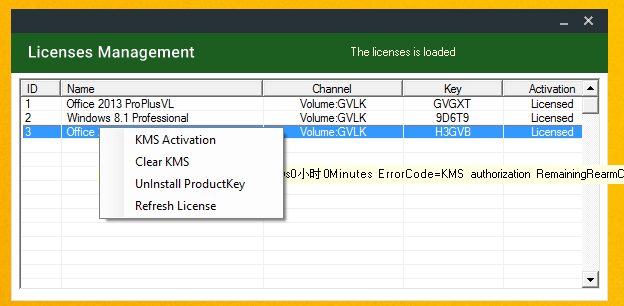 Licenses Management
The licenses is loaded
ID Name Channel Key Activation
1 Office 2013 ProPlusVL Volume:GVLK GVGXT Licensed
2 Windows 8.1 Professional Volume:GVLK 9D6T9 Licensed
3 Office Volume:GVLK H3GVB Licensed
KMS Activation
Clear KMS
0小时0Minutes ErrorCode=KMS authorization RemainingRearmC
UnInstall ProductKey
Refresh License